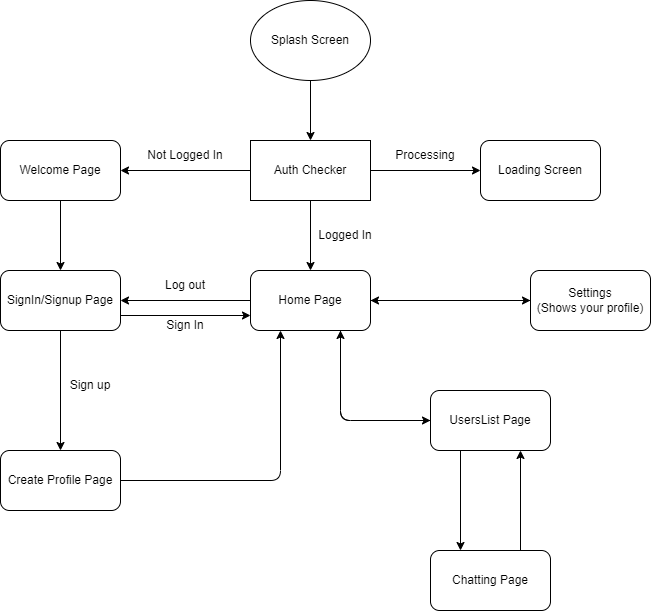 Splash Screen
Not Logged In
Processing
Welcome Page
Auth Checker
Loading Screen
Logged In
Log out
SignIn/Signup Page
Home Page
Settings
(Shows your profile)
Sign In
Sign up
UsersList Page
Create Profile Page
Chatting Page